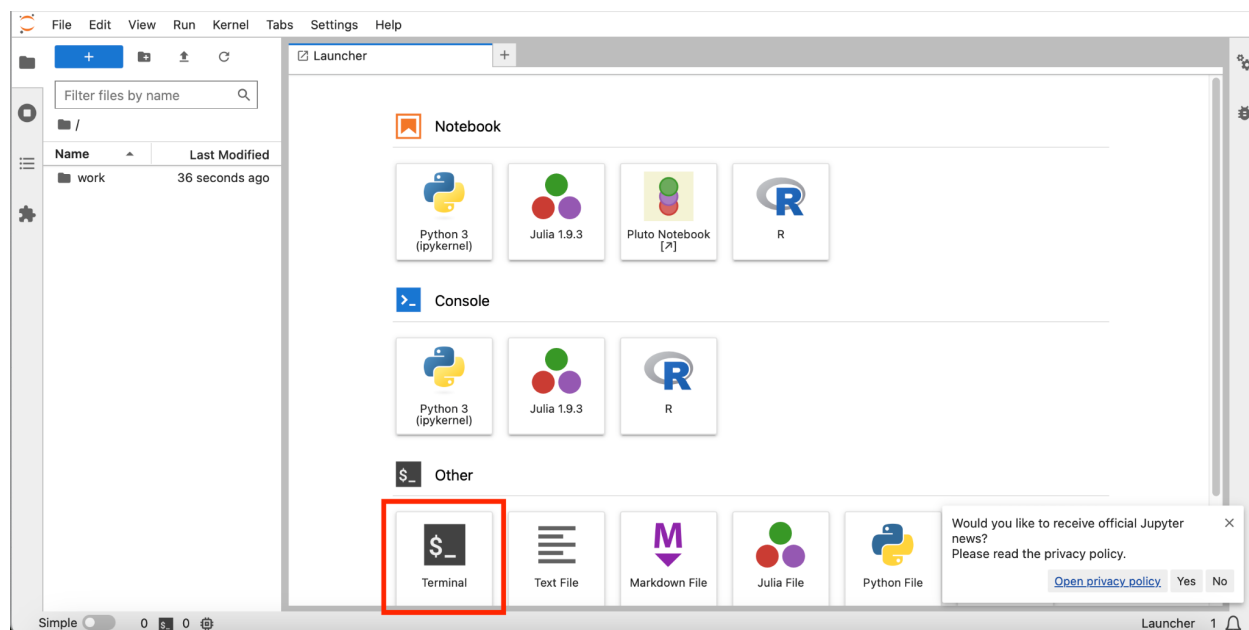 File Edit View Run Kernel Tabs Settings Help
+
Launcher
+
Filter files by name
/
Name Last Modified
work 36 seconds ago
Notebook
Python 3
(ipykernel)
Julia 1.9.3
Pluto Notebook
[↗]
R
R
>_ Console
Python 3
(ipykernel)
Julia 1.9.3
R
R
$_ Other
$_
Terminal
Text File
M
Markdown File
Julia File
Python File
Would you like to receive official Jupyter
news?
Please read the privacy policy.
Open privacy policy Yes No
Simple 0 $_ 0 Launcher 1